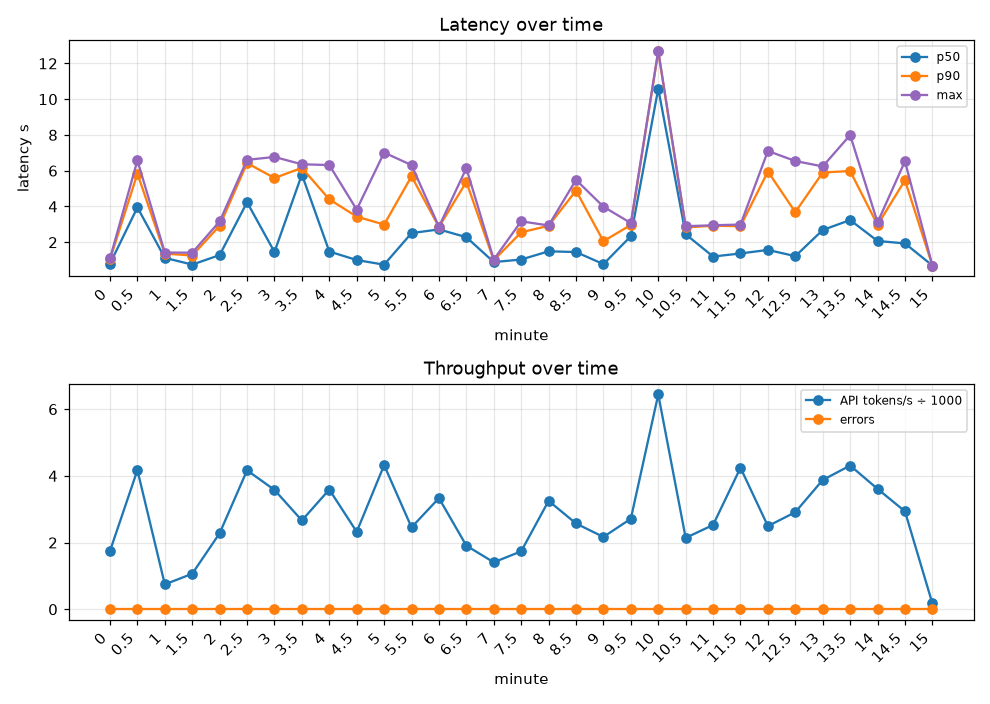 Latency over time
12
10
8
6
4
2
latency s
p50
p90
max
0 0.5 1 1.5 2 2.5 3 3.5 4 4.5 5 5.5 6 6.5 7 7.5 8 8.5 9 9.5 10 10.5 11 11.5 12 12.5 13 13.5 14 14.5 15
minute
Throughput over time
6
4
2
0
API tokens/s ÷ 1000
errors
0 0.5 1 1.5 2 2.5 3 3.5 4 4.5 5 5.5 6 6.5 7 7.5 8 8.5 9 9.5 10 10.5 11 11.5 12 12.5 13 13.5 14 14.5 15
minute